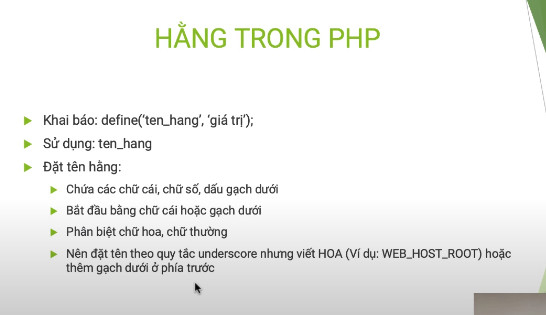 HẰNG TRONG PHP
Khai báo: define(‘ten_hang’, ‘giá trị’);
Sử dụng: ten_hang
Đặt tên hằng:
Chứa các chữ cái, chữ số, dấu gạch dưới
Bắt đầu bằng chữ cái hoặc gạch dưới
Phân biệt chữ hoa, chữ thường
Nên đặt tên theo quy tắc underscore nhưng viết HOA (Ví dụ: WEB_HOST_ROOT) hoặc
thêm gạch dưới ở phía trước